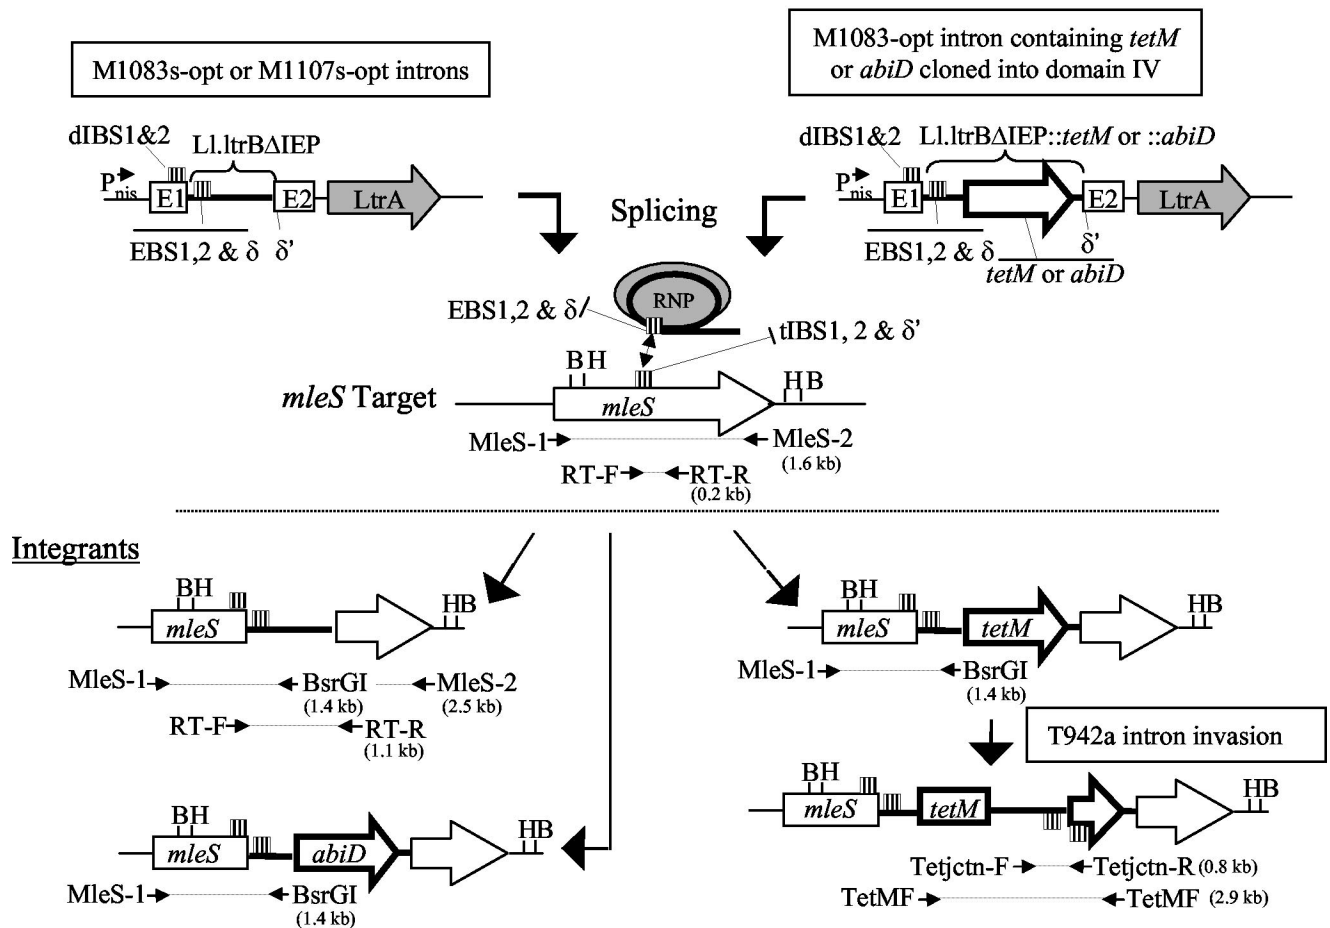 M1083s-opt or M1107s-opt introns
M1083-opt intron containing tetM
or abiD cloned into domain IV
dIBS1&2
Ll.ltrBΔIEP
Pnis
E1
E2
LtrA
EBS1,2 & δ
δ'
dIBS1&2
Ll.ltrBΔIEP::tetM or ::abiD
Pnis
E1
E2
LtrA
EBS1,2 & δ
δ'
tetM or abiD
Splicing
RNP
EBS1,2 & δ
tIBS1, 2 & δ'
BH
HB
mleS Target
mleS
MleS-1
MleS-2
(1.6 kb)
RT-F
RT-R
(0.2 kb)
Integrants
BH
HB
mleS
MleS-1
BsrGI
(1.4 kb)
MleS-2
(2.5 kb)
RT-F
RT-R
(1.1 kb)
BH
HB
mleS
abiD
MleS-1
BsrGI
(1.4 kb)
BH
HB
mleS
tetM
MleS-1
BsrGI
(1.4 kb)
T942a intron invasion
BH
HB
mleS
tetM
Tetjctn-F
Tetjctn-R (0.8 kb)
TetMF
TetMF (2.9 kb)